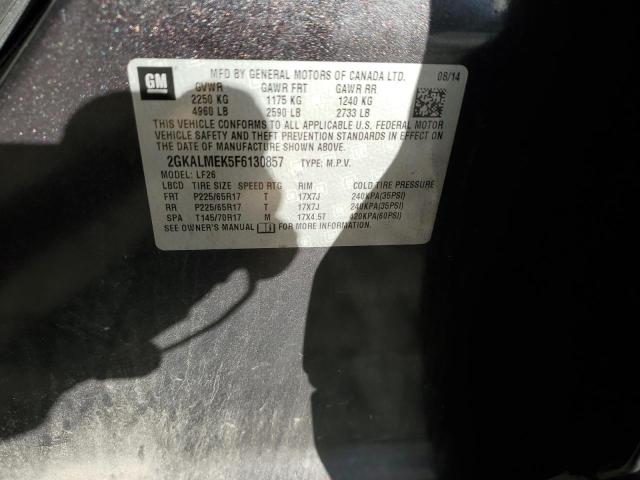 GM
MFD BY GENERAL MOTORS OF CANADA LTD. 08/14
GVWR GAWR FRT GAWR RR
2250 KG 1175 KG 1240 KG
4960 LB 2590 LB 2733 LB
THIS VEHICLE CONFORMS TO ALL APPLICABLE U.S. FEDERAL MOTOR
VEHICLE SAFETY AND THEFT PREVENTION STANDARDS IN EFFECT ON
THE DATE OF MANUFACTURE SHOWN ABOVE.
2GKALMEK5F6130857 TYPE: M.P.V.
MODEL: LF26
LBCD TIRE SIZE SPEED RTG RIM COLD TIRE PRESSURE
FRT P225/65R17 T 17X7J 240KPA(35PSI)
RR P225/65R17 T 17X7J 240KPA(35PSI)
SPA T145/70R17 M 17X4.5T 420KPA(60PSI)
SEE OWNER'S MANUAL FOR MORE INFORMATION.